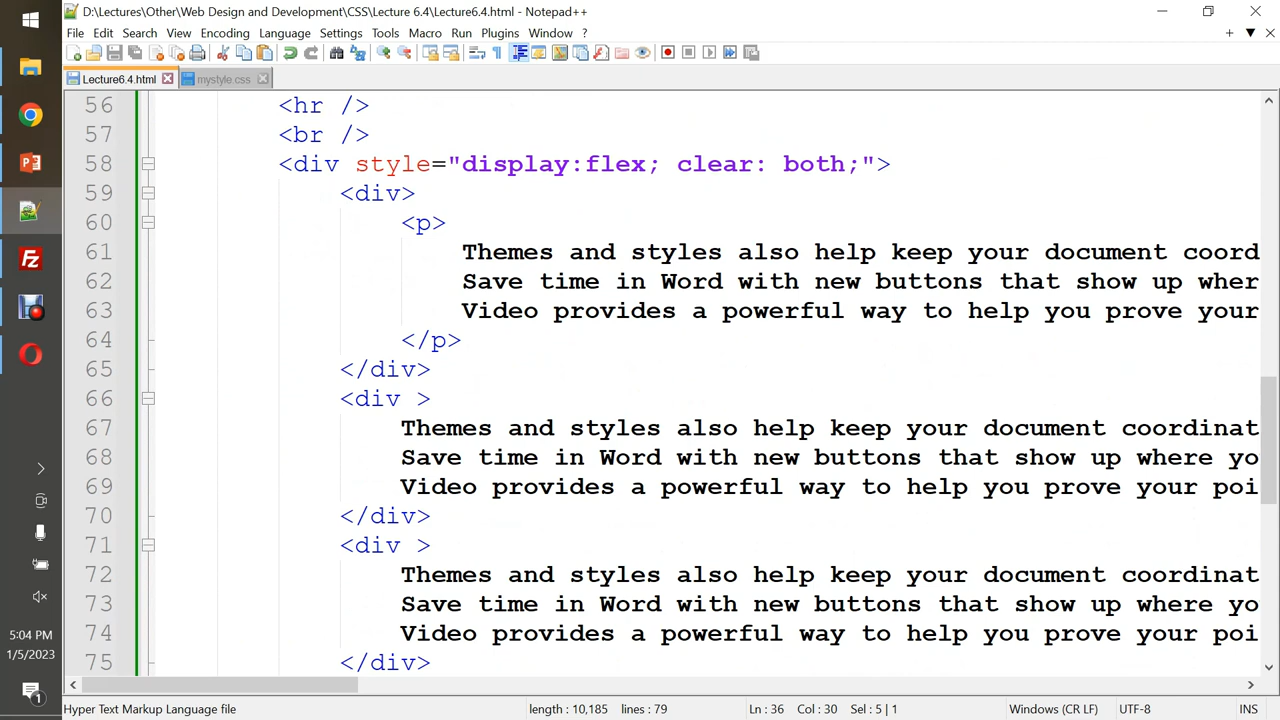 D:\Lectures\Other\Web Design and Development\CSS\Lecture 6.4\Lecture6.4.html - Notepad++
File Edit Search View Encoding Language Settings Tools Macro Run Plugins Window ?
Lecture6.4.html mystyle.css
56 <hr />
57 <br />
58 <div style="display:flex; clear: both;">
59 <div>
60 <p>
61 Themes and styles also help keep your document coord
62 Save time in Word with new buttons that show up wher
63 Video provides a powerful way to help you prove your
64 </p>
65 </div>
66 <div >
67 Themes and styles also help keep your document coordinat
68 Save time in Word with new buttons that show up where yo
69 Video provides a powerful way to help you prove your poi
70 </div>
71 <div >
72 Themes and styles also help keep your document coordinat
73 Save time in Word with new buttons that show up where yo
74 Video provides a powerful way to help you prove your poi
75 </div>
5:04 PM
1/5/2023
1
Hyper Text Markup Language file length : 10,185 lines : 79 Ln : 36 Col : 30 Sel : 5 | 1 Windows (CR LF) UTF-8 INS